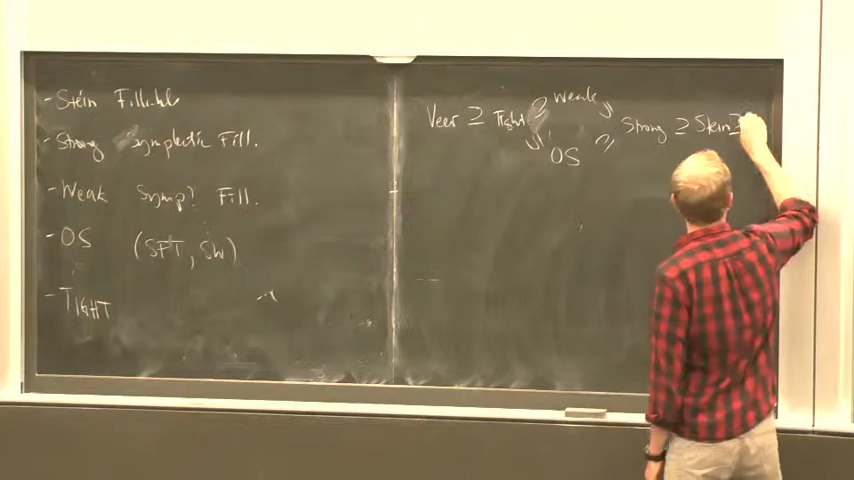 - Stein Fillable
- Strong Symplectic Fill.
- Weak Symp? Fill.
- OS (SFT, SW)
- TIGHT
Veer ⊇ Tight ⊇ Weak ⊇ Strong ⊇ Stein ⊇
⊇ OS ⊇